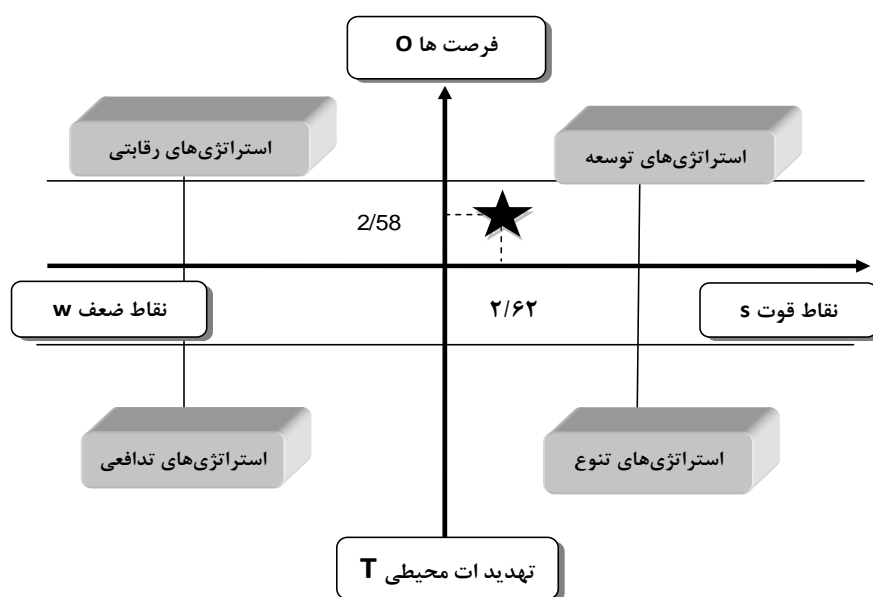 فرصت ها O
استراتژی‌های رقابتی
استراتژی‌های توسعه
2/58
نقاط ضعف w
۲/۶۲
نقاط قوت s
استراتژی‌های تدافعی
استراتژی‌های تنوع
تهدید ات محیطی T